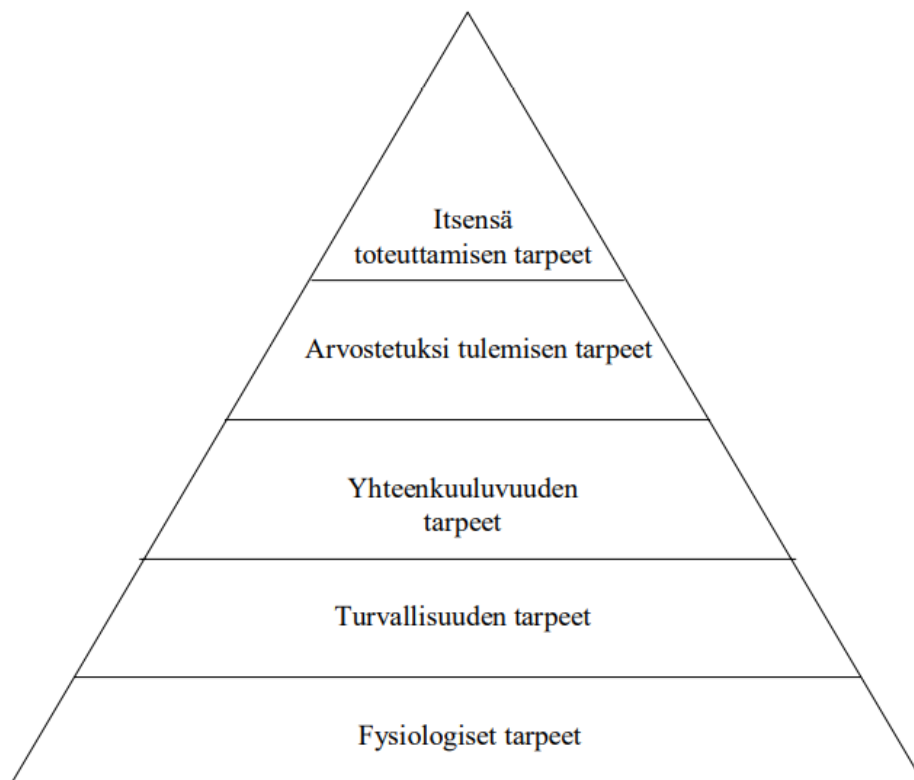 Itsensä
toteuttamisen tarpeet
Arvostetuksi tulemisen tarpeet
Yhteenkuuluvuuden
tarpeet
Turvallisuuden tarpeet
Fysiologiset tarpeet